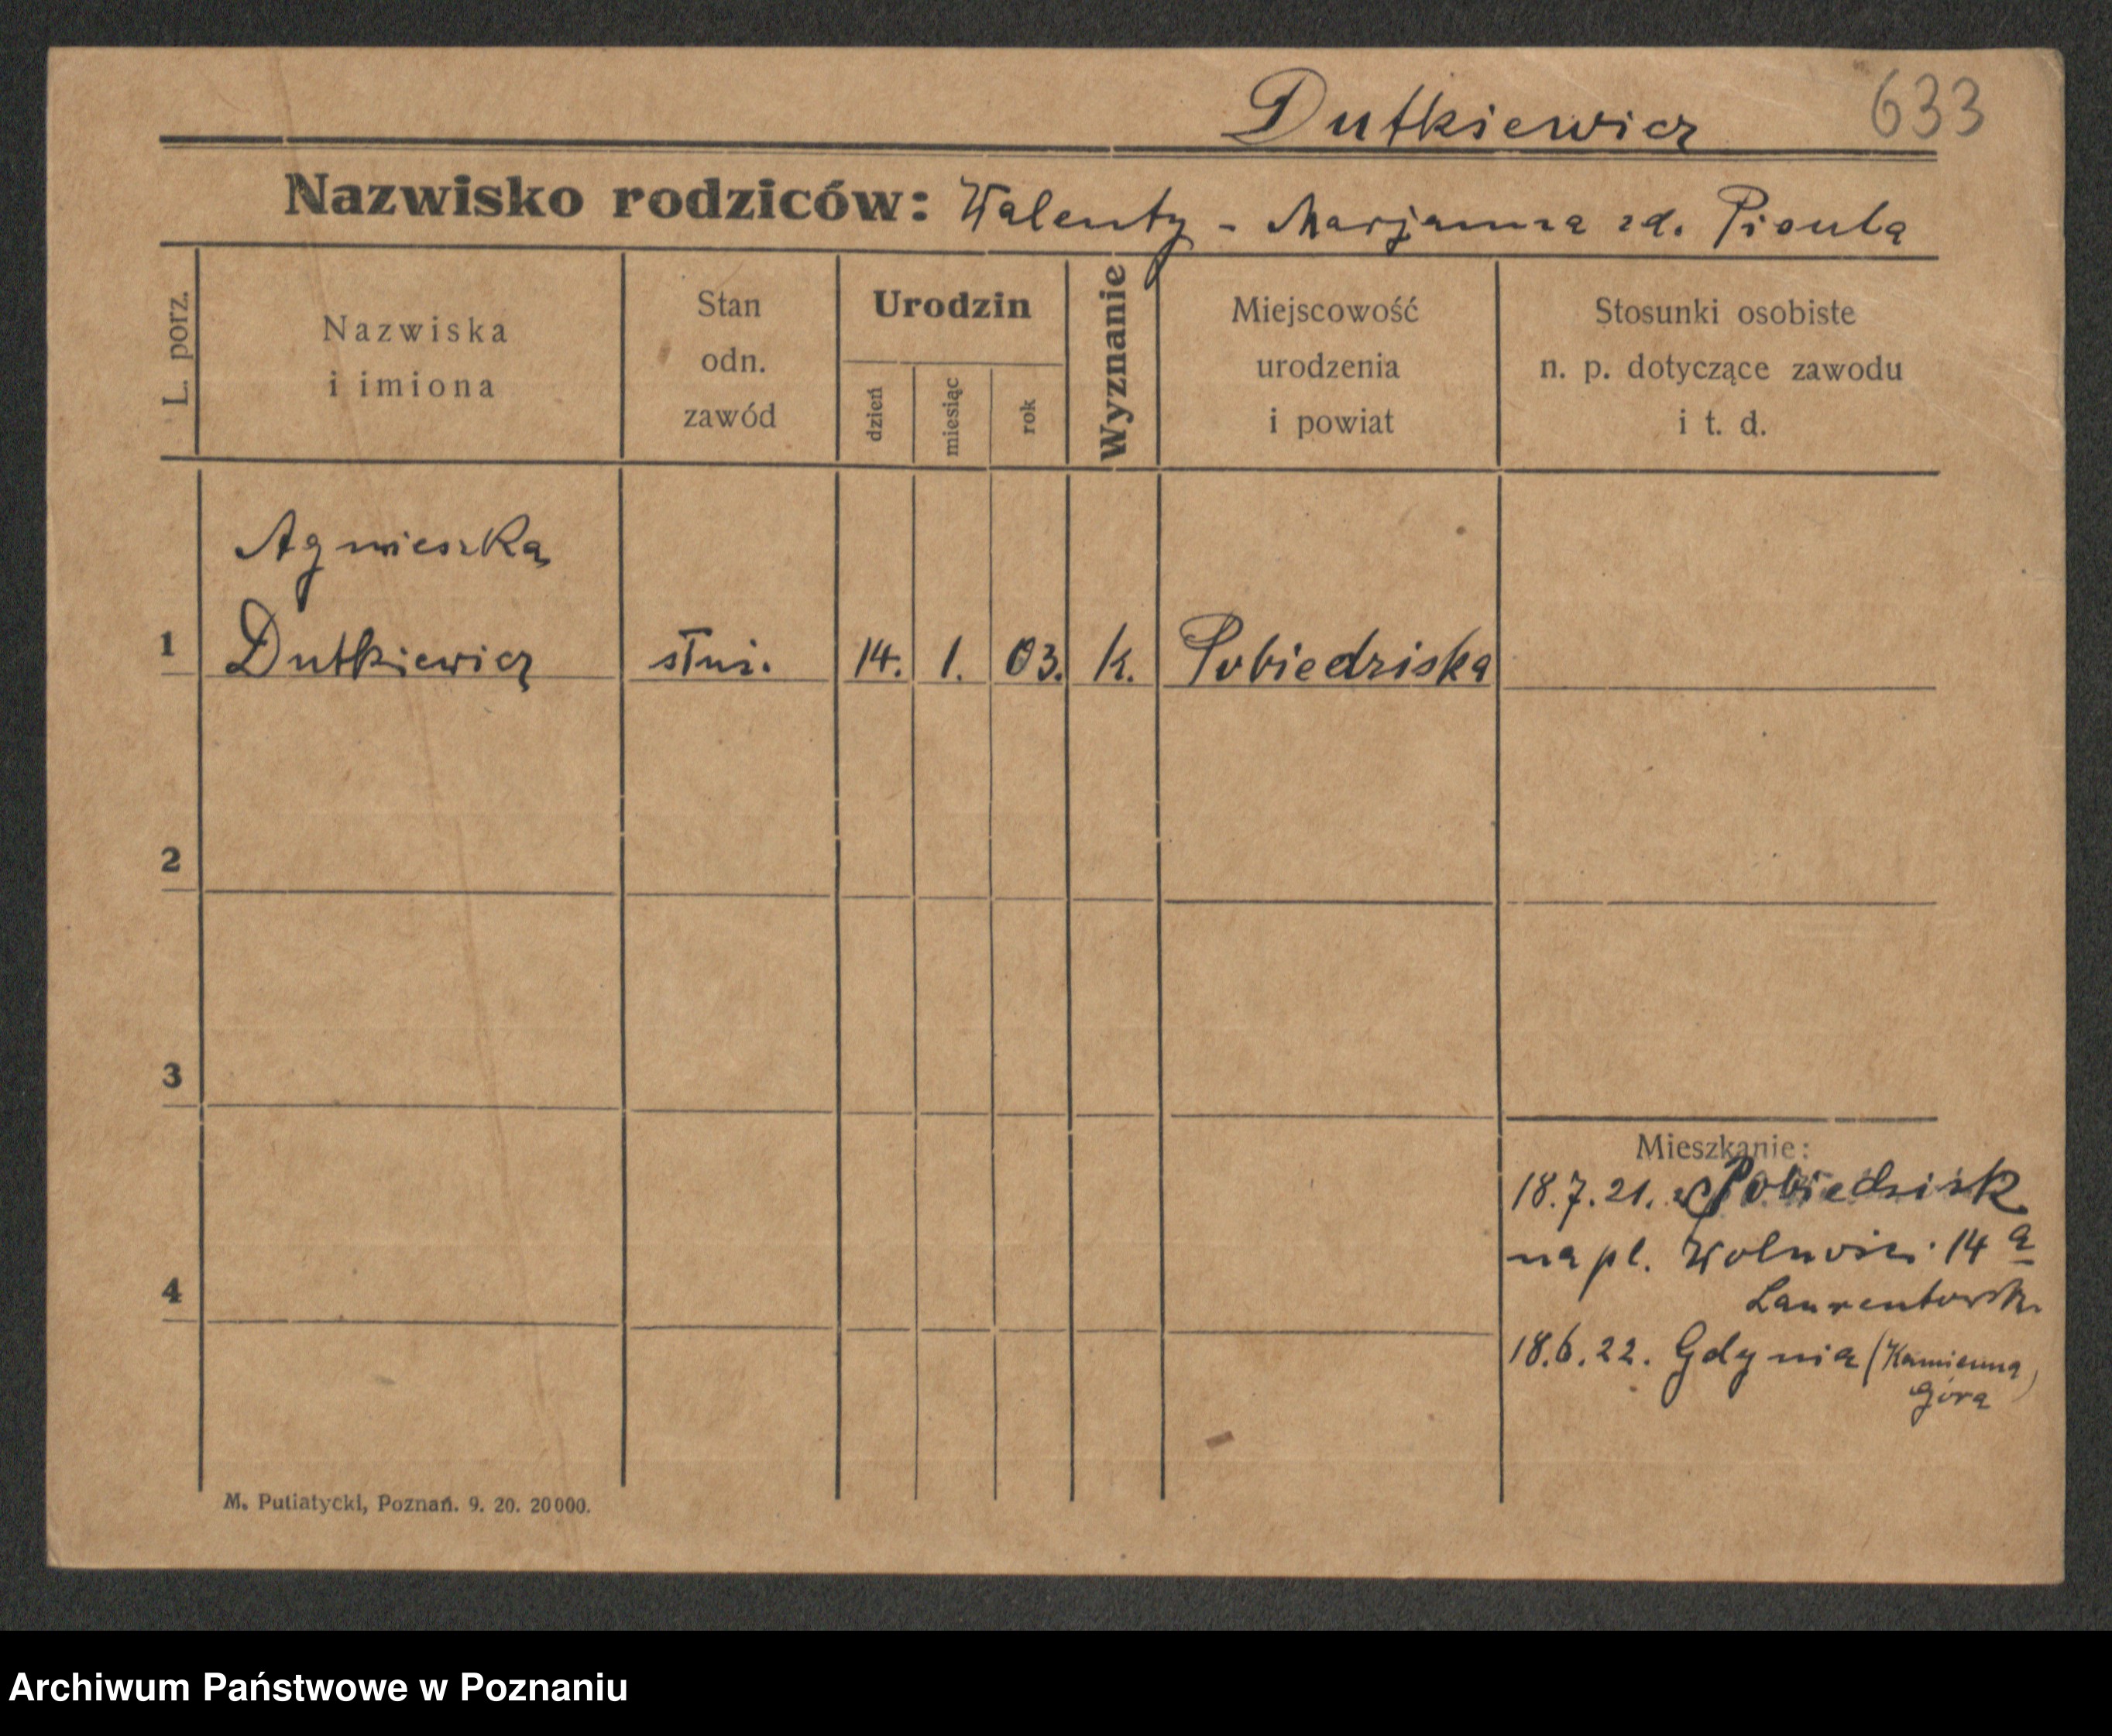 Dutkiewicz 633
Nazwisko rodziców: Walenty - Marjanna zd. Pisula
L. porz.
Nazwiska
i imiona
Stan
odn.
zawód
Urodzin
dzień
miesiąc
rok
Wyznanie
Miejscowość
urodzenia
i powiat
Stosunki osobiste
n. p. dotyczące zawodu
i t. d.
Agnieszka
1 Dutkiewicz służ. 14. 1. 03. k. Pobiedziska
2
3
4
Mieszkanie:
18.7.21. z Pobiedzisk
na pl. Wolności 14 a
18.6.22. Gdynia (Kamienna
Góra)
M. Putiatycki, Poznań. 9. 20. 20000.
Archiwum Państwowe w Poznaniu